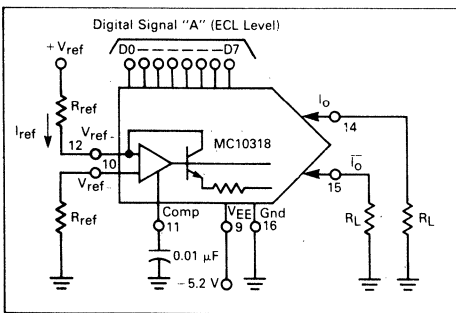 Digital Signal "A" (ECL Level)
D0 D7
+ Vref
Rref
Iref
Vref
12
10
Vref
Rref
MC10318
Io
14
Io
15
Comp
11
VEE
9
Gnd
16
RL
RL
0.01 μF
- 5.2 V